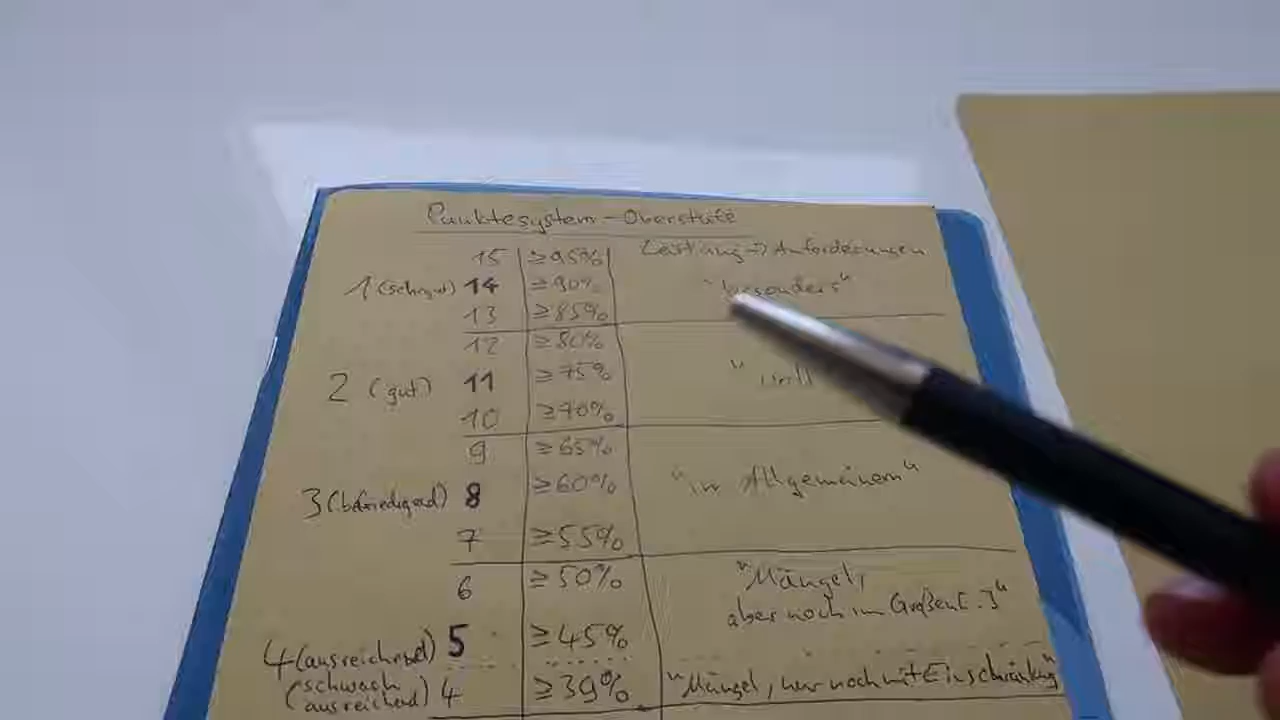 Punktesystem - Oberstufe
Leistung → Anforderungen
15 ≥95%
1 (sehr gut) 14 ≥90% "besonders"
13 ≥85%
12 ≥80%
2 (gut) 11 ≥75% "voll
10 ≥70%
9 ≥65%
3 (befriedigend) 8 ≥60% "im Allgemeinen"
7 ≥55%
6 ≥50% "Mängel,
aber noch im Großen[..]"
4 (ausreichend) 5 ≥45%
(schwach ausreichend) 4 ≥39% "Mängel, nur noch mit Einschränkung"